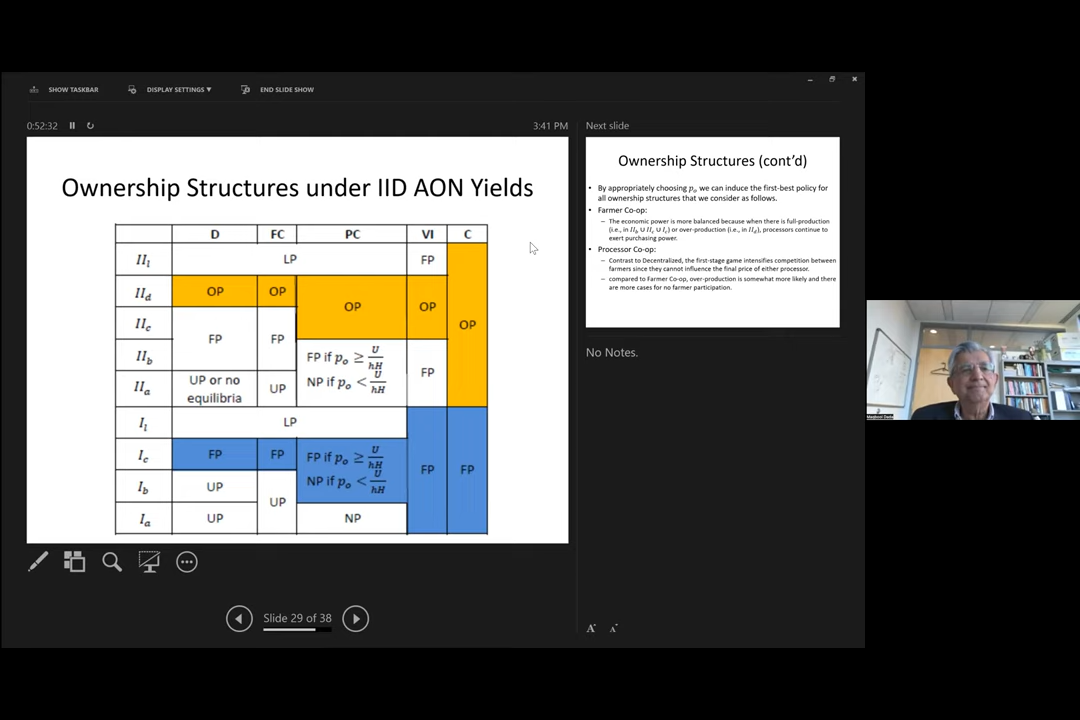 SHOW TASKBAR DISPLAY SETTINGS ▼ END SLIDE SHOW
0:52:32 3:41 PM
Next slide
Ownership Structures under IID AON Yields
D FC PC VI C
II_l LP FP
II_d OP OP OP OP OP
II_c FP FP
II_b FP if p_o ≥ U/hH FP
NP if p_o < U/hH
II_a UP or no equilibria UP
I_l LP
I_c FP FP FP if p_o ≥ U/hH FP FP
I_b UP UP NP if p_o < U/hH
I_a UP NP
Ownership Structures (cont’d)
• By appropriately choosing p_o we can induce the first-best policy for
all ownership structures that we consider as follows.
• Farmer Co-op:
– The economic power is more balanced because when there is full-production
(i.e., in II_b ∪ II_c ∪ I_c) or over-production (i.e., in II_d), processors continue to
exert purchasing power.
• Processor Co-op:
– Contrast to Decentralized, the first-stage game intensifies competition between
farmers since they cannot influence the final price of either processor.
– compared to Farmer Co-op, over-production is somewhat more likely and there
are more cases for no farmer participation.
No Notes.
Slide 29 of 38
A A